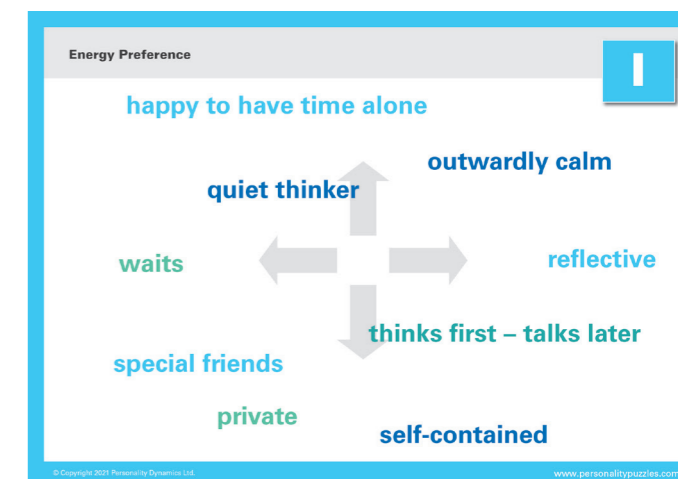 Energy Preference
I
happy to have time alone
outwardly calm
quiet thinker
waits
reflective
thinks first – talks later
special friends
private
self-contained
© Copyright 2021 Personality Dynamics Ltd.
www.personalitypuzzles.com